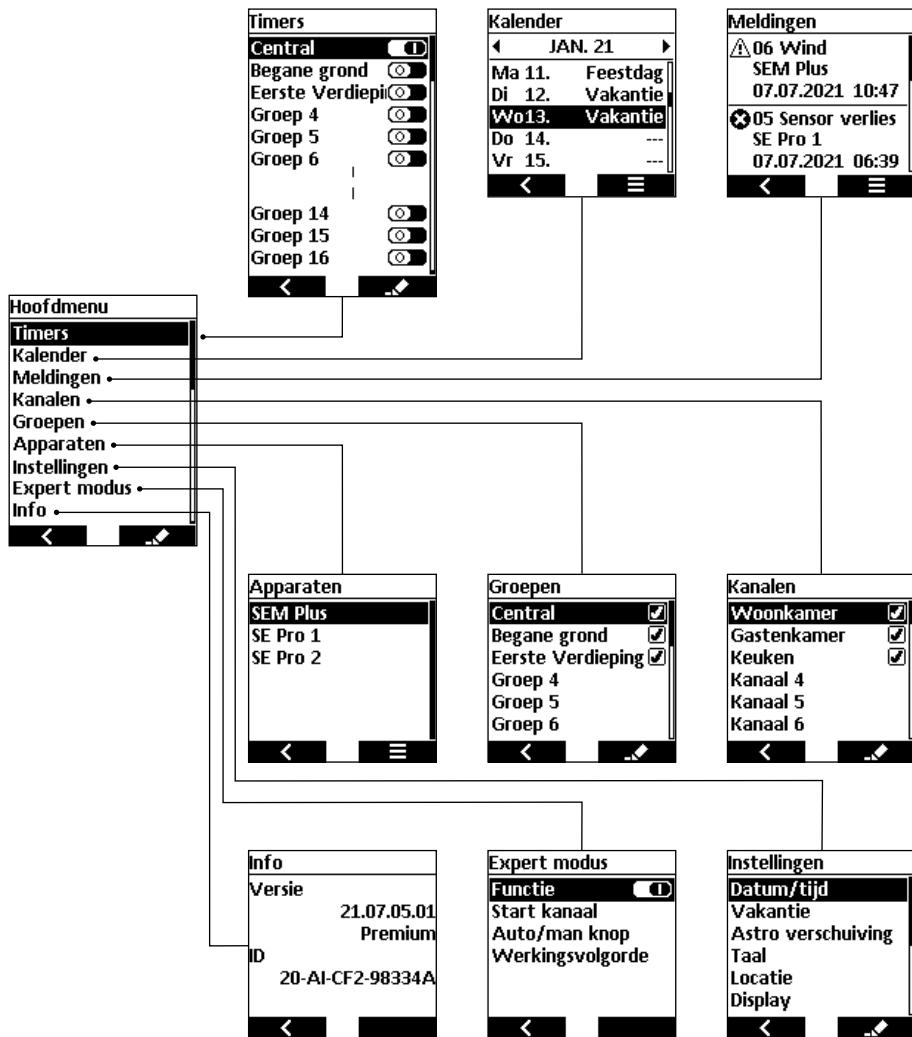 Timers
Central
Begane grond
Eerste Verdiepi
Groep 4
Groep 5
Groep 6
Groep 14
Groep 15
Groep 16
Kalender
JAN. 21
Ma 11. Feestdag
Di 12. Vakantie
Wo13. Vakantie
Do 14. ---
Vr 15. ---
Meldingen
06 Wind
SEM Plus
07.07.2021 10:47
05 Sensor verlies
SE Pro 1
07.07.2021 06:39
Hoofdmenu
Timers
Kalender
Meldingen
Kanalen
Groepen
Apparaten
Instellingen
Expert modus
Info
Apparaten
SEM Plus
SE Pro 1
SE Pro 2
Groepen
Central
Begane grond
Eerste Verdieping
Groep 4
Groep 5
Groep 6
Kanalen
Woonkamer
Gastenkamer
Keuken
Kanaal 4
Kanaal 5
Kanaal 6
Info
Versie
21.07.05.01
Premium
ID
20-AI-CF2-98334A
Expert modus
Functie
Start kanaal
Auto/man knop
Werkingsvolgorde
Instellingen
Datum/tijd
Vakantie
Astro verschuiving
Taal
Locatie
Display